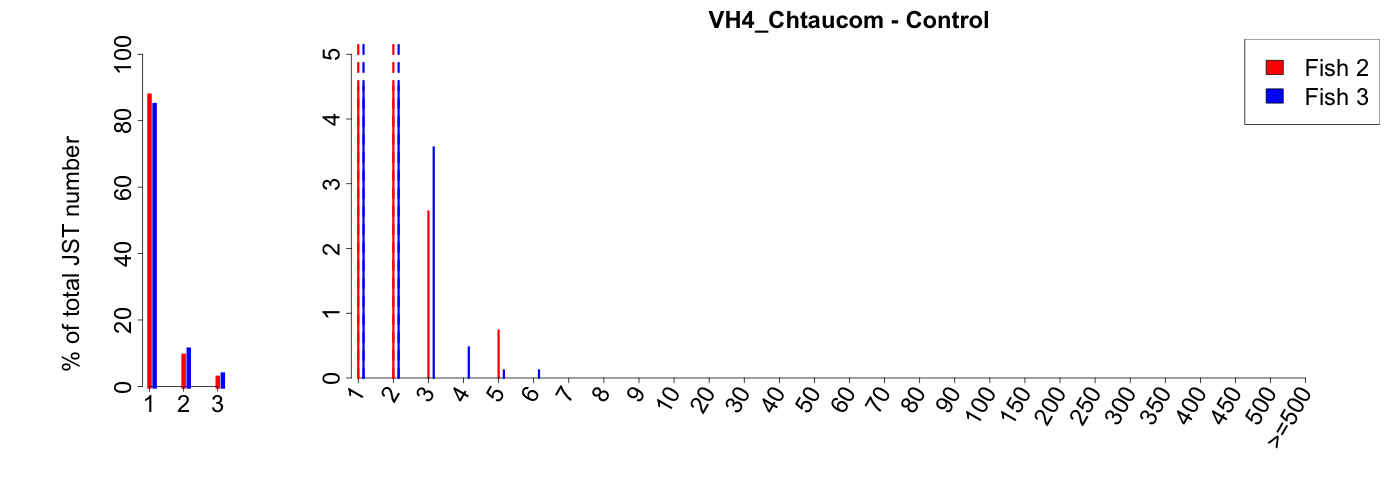 VH4_Chtaucom - Control
Fish 2
Fish 3
% of total JST number
0 20 40 60 80 100
1 2 3
0 1 2 3 4 5
1 2 3 4 5 6 7 8 9 10 20 30 40 50 60 70 80 90 100 150 200 250 300 350 400 450 500 >=500